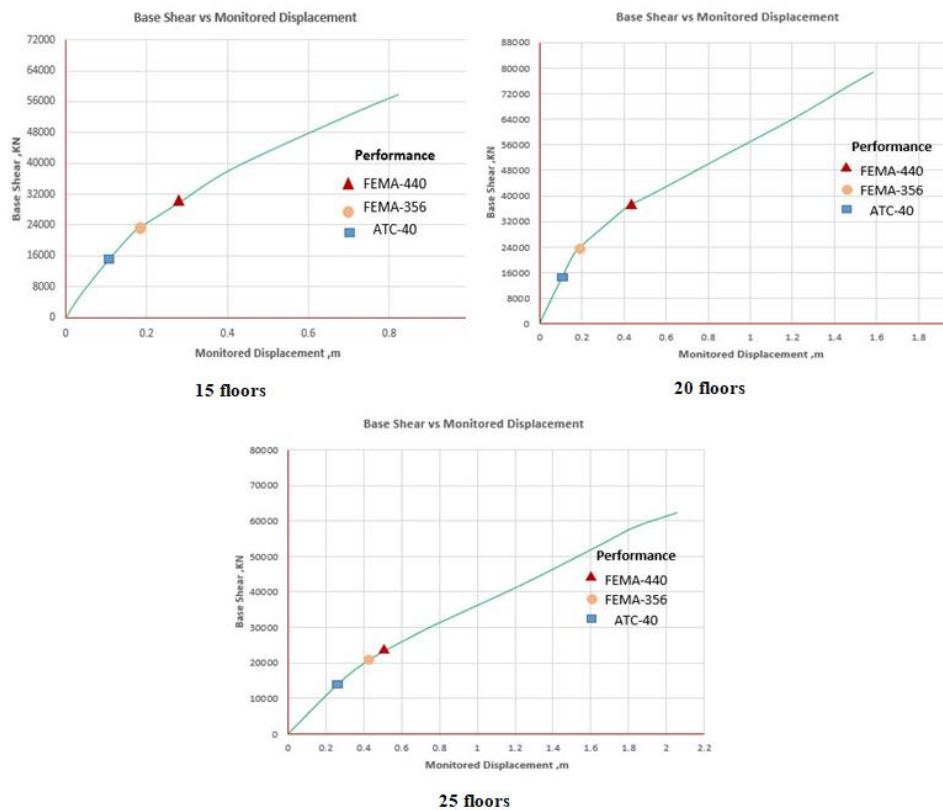 Base Shear vs Monitored Displacement
72000
64000
56000
48000
40000
32000
24000
16000
8000
0
Base Shear ,KN
Performance
FEMA-440
FEMA-356
ATC-40
0 0.2 0.4 0.6 0.8
Monitored Displacement ,m
15 floors
Base Shear vs Monitored Displacement
88000
80000
72000
64000
56000
48000
40000
32000
24000
16000
8000
0
Base Shear ,KN
Performance
FEMA-440
FEMA-356
ATC-40
0 0.2 0.4 0.6 0.8 1 1.2 1.4 1.6 1.8
Monitored Displacement ,m
20 floors
Base Shear vs Monitored Displacement
80000
70000
60000
50000
40000
30000
20000
10000
0
Base Shear ,KN
Performance
FEMA-440
FEMA-356
ATC-40
0 0.2 0.4 0.6 0.8 1 1.2 1.4 1.6 1.8 2 2.2
Monitored Displacement ,m
25 floors